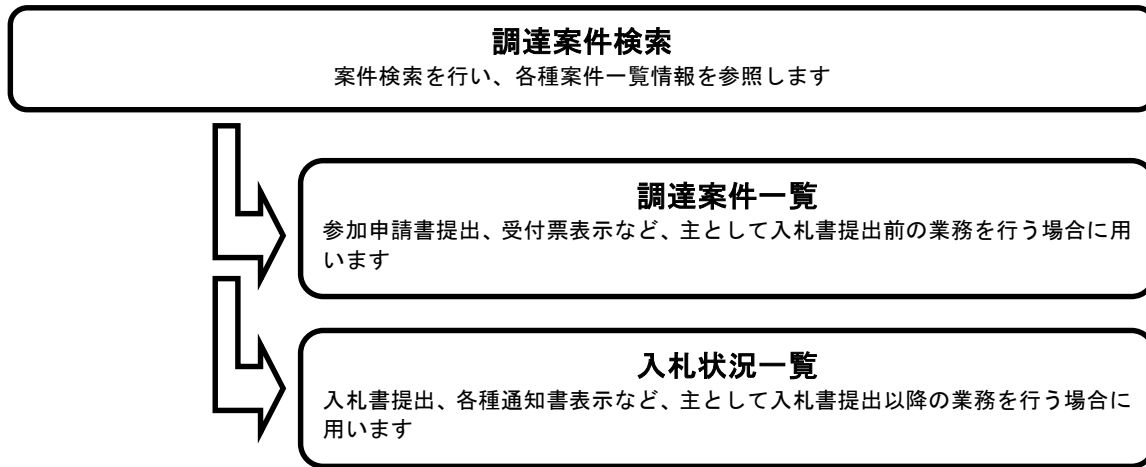 調達案件検索
案件検索を行い、各種案件一覧情報を参照します
調達案件一覧
参加申請書提出、受付票表示など、主として入札書提出前の業務を行う場合に用
います
入札状況一覧
入札書提出、各種通知書表示など、主として入札書提出以降の業務を行う場合に
用います